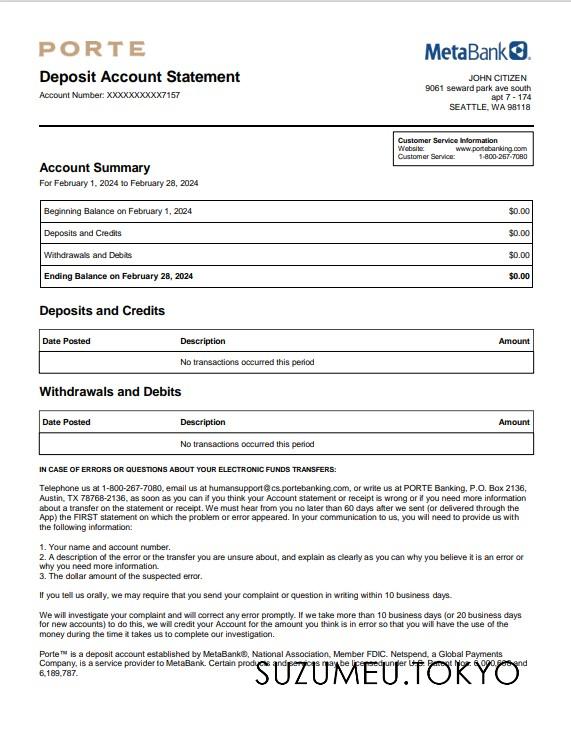 PORTE
MetaBank®
Deposit Account Statement
Account Number: XXXXXXXXXX7157
JOHN CITIZEN
9061 seward park ave south
apt 7 - 174
SEATTLE, WA 98118
Customer Service Information
Website: www.portebanking.com
Customer Service: 1-800-267-7080
Account Summary
For February 1, 2024 to February 28, 2024
Beginning Balance on February 1, 2024 $0.00
Deposits and Credits $0.00
Withdrawals and Debits $0.00
Ending Balance on February 28, 2024 $0.00
Deposits and Credits
Date Posted Description Amount
No transactions occurred this period
Withdrawals and Debits
Date Posted Description Amount
No transactions occurred this period
IN CASE OF ERRORS OR QUESTIONS ABOUT YOUR ELECTRONIC FUNDS TRANSFERS:
Telephone us at 1-800-267-7080, email us at humansupport@cs.portebanking.com, or write us at PORTE Banking, P.O. Box 2136,
Austin, TX 78768-2136, as soon as you can if you think your Account statement or receipt is wrong or if you need more information
about a transfer on the statement or receipt. We must hear from you no later than 60 days after we sent (or delivered through the
App) the FIRST statement on which the problem or error appeared. In your communication to us, you will need to provide us with
the following information:
1. Your name and account number.
2. A description of the error or the transfer you are unsure about, and explain as clearly as you can why you believe it is an error or
why you need more information.
3. The dollar amount of the suspected error.
If you tell us orally, we may require that you send your complaint or question in writing within 10 business days.
We will investigate your complaint and will correct any error promptly. If we take more than 10 business days (or 20 business days
for new accounts) to do this, we will credit your Account for the amount you think is in error so that you will have the use of the
money during the time it takes us to complete our investigation.
Porte™ is a deposit account established by MetaBank®, National Association, Member FDIC. Netspend, a Global Payments
Company, is a service provider to MetaBank. Certain products and services may be licensed under U.S. Patent Nos. and
6,189,787.
SUZUMEU.TOKYO